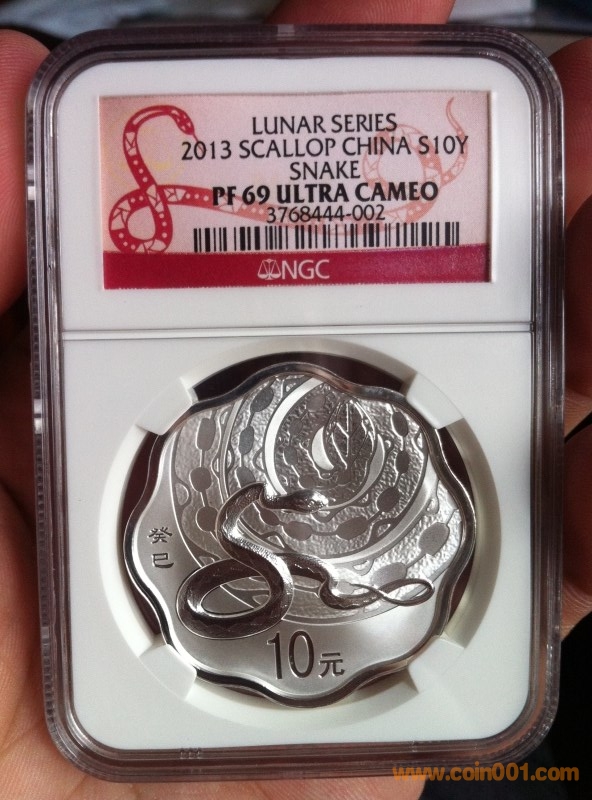 LUNAR SERIES
2013 SCALLOP CHINA S10Y
SNAKE
PF 69 ULTRA CAMEO
3768444-002
NGC
癸巳
10元
www.coin001.com